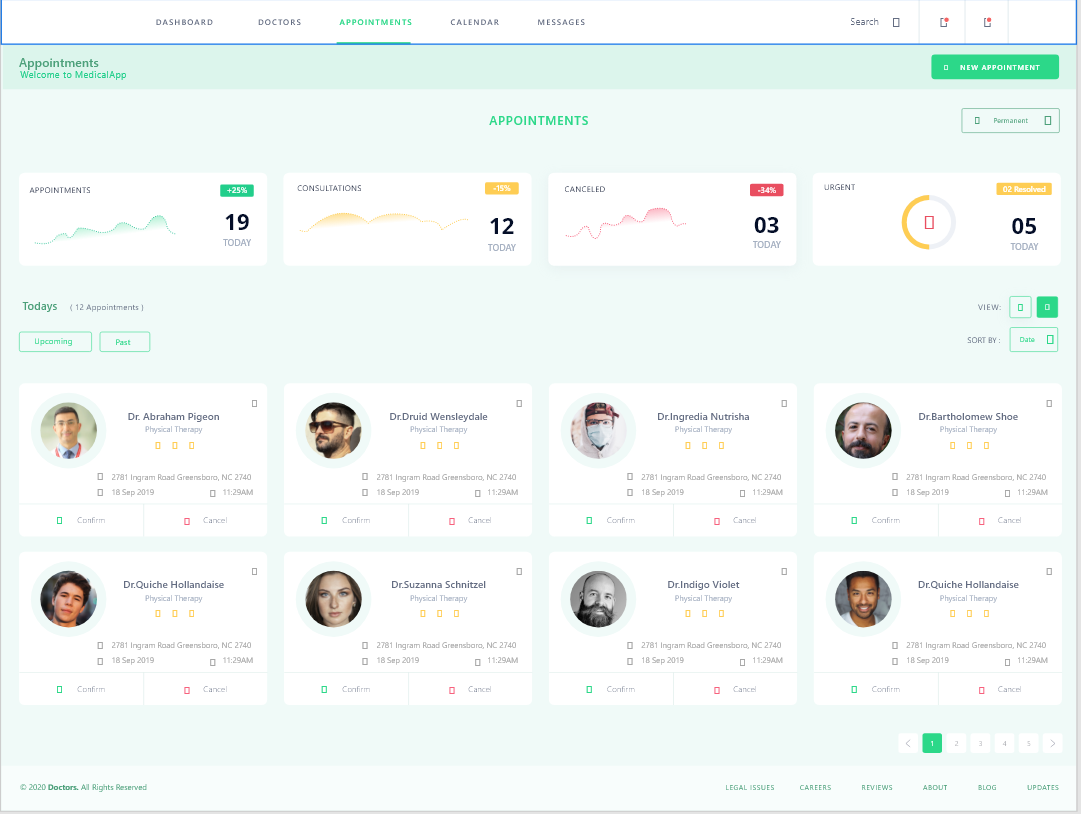 DASHBOARD DOCTORS APPOINTMENTS CALENDAR MESSAGES Search
Appointments
Welcome to MedicalApp
NEW APPOINTMENT
APPOINTMENTS
Permanent
APPOINTMENTS +25%
19
TODAY
CONSULTATIONS -15%
12
TODAY
CANCELED -34%
03
TODAY
URGENT 02 Resolved
05
TODAY
Todays ( 12 Appointments )
VIEW:
Upcoming Past
SORT BY : Date
Dr. Abraham Pigeon
Physical Therapy
2781 Ingram Road Greensboro, NC 2740
18 Sep 2019 11:29AM
Confirm Cancel
Dr.Druid Wensleydale
Physical Therapy
2781 Ingram Road Greensboro, NC 2740
18 Sep 2019 11:29AM
Confirm Cancel
Dr.Ingredia Nutrisha
Physical Therapy
2781 Ingram Road Greensboro, NC 2740
18 Sep 2019 11:29AM
Confirm Cancel
Dr.Bartholomew Shoe
Physical Therapy
2781 Ingram Road Greensboro, NC 2740
18 Sep 2019 11:29AM
Confirm Cancel
Dr.Quiche Hollandaise
Physical Therapy
2781 Ingram Road Greensboro, NC 2740
18 Sep 2019 11:29AM
Confirm Cancel
Dr.Suzanna Schnitzel
Physical Therapy
2781 Ingram Road Greensboro, NC 2740
18 Sep 2019 11:29AM
Confirm Cancel
Dr.Indigo Violet
Physical Therapy
2781 Ingram Road Greensboro, NC 2740
18 Sep 2019 11:29AM
Confirm Cancel
Dr.Quiche Hollandaise
Physical Therapy
2781 Ingram Road Greensboro, NC 2740
18 Sep 2019 11:29AM
Confirm Cancel
1 2 3 4 5
© 2020 Doctors. All Rights Reserved
LEGAL ISSUES CAREERS REVIEWS ABOUT BLOG UPDATES